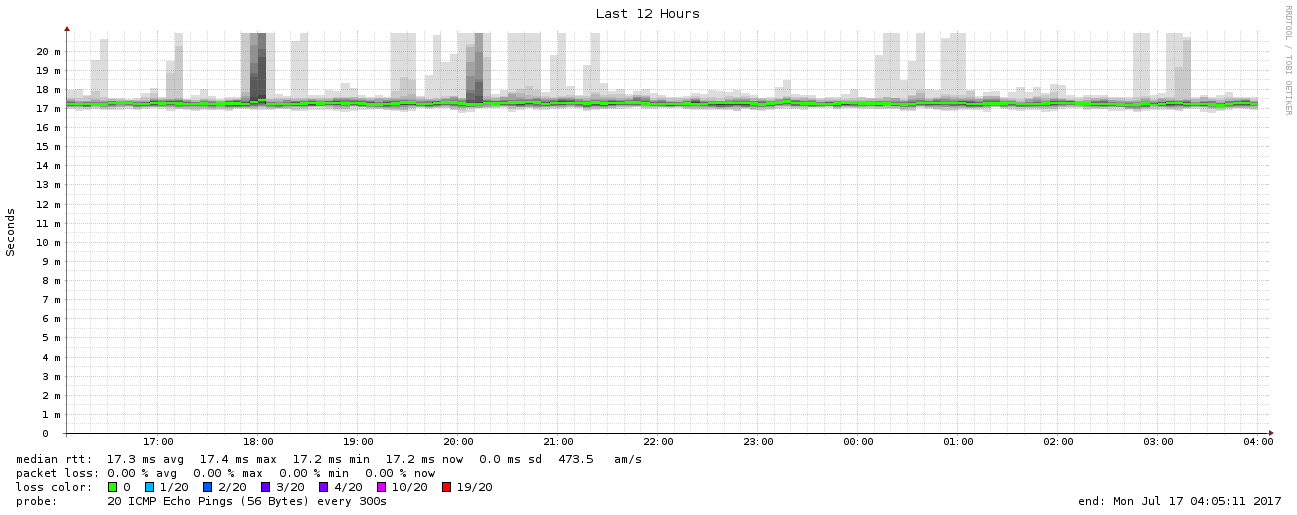 Last 12 Hours
RRDTOOL / TOBI OETIKER
Seconds
20 m
19 m
18 m
17 m
16 m
15 m
14 m
13 m
12 m
11 m
10 m
9 m
8 m
7 m
6 m
5 m
4 m
3 m
2 m
1 m
0
17:00 18:00 19:00 20:00 21:00 22:00 23:00 00:00 01:00 02:00 03:00 04:00
median rtt: 17.3 ms avg 17.4 ms max 17.2 ms min 17.2 ms now 0.0 ms sd 473.5 am/s
packet loss: 0.00 % avg 0.00 % max 0.00 % min 0.00 % now
loss color: 0 1/20 2/20 3/20 4/20 10/20 19/20
probe: 20 ICMP Echo Pings (56 Bytes) every 300s end: Mon Jul 17 04:05:11 2017